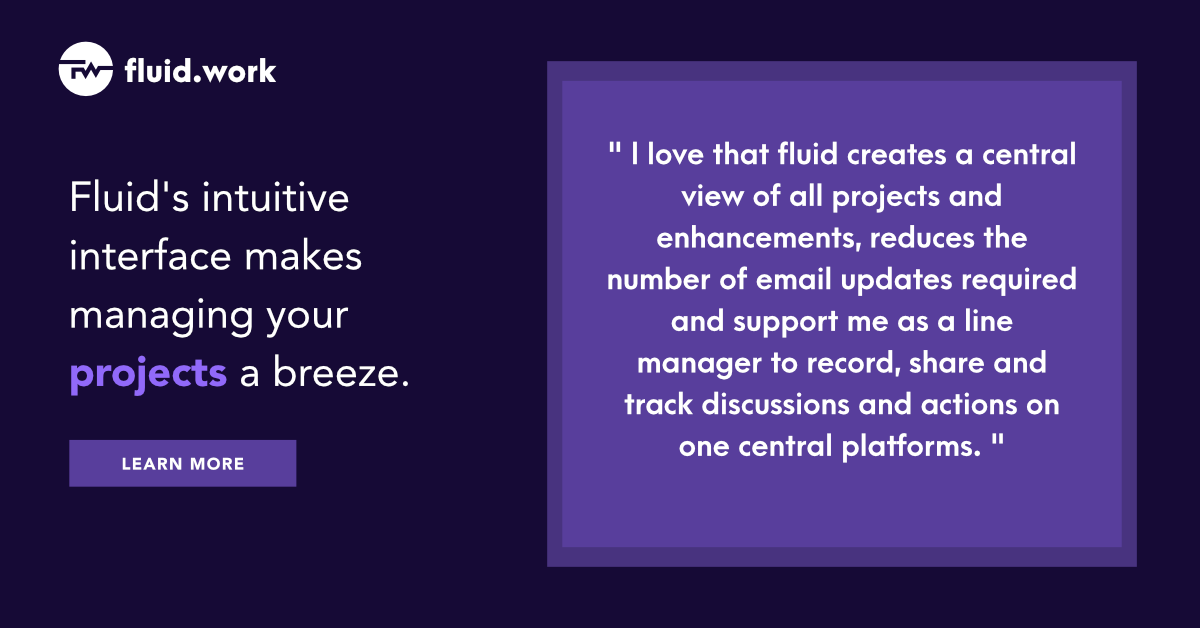 fluid.work
Fluid's intuitive
interface makes
managing your
projects a breeze.
LEARN MORE
" I love that fluid creates a central
view of all projects and
enhancements, reduces the
number of email updates required
and support me as a line
manager to record, share and
track discussions and actions on
one central platforms. "